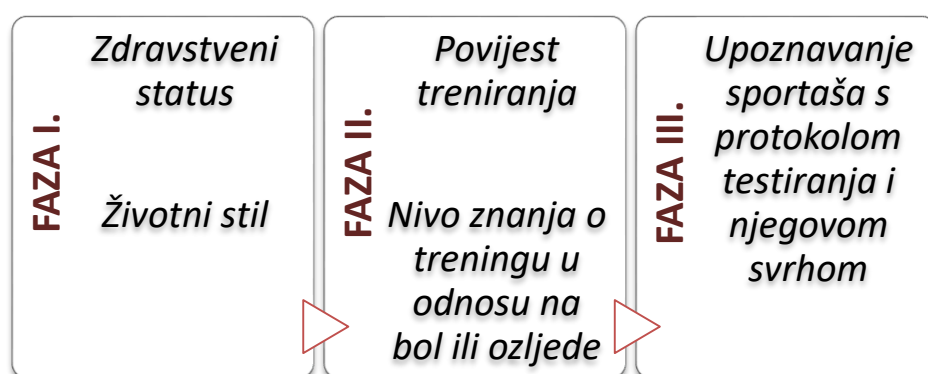 FAZA I.
Zdravstveni
status
Životni stil
FAZA II.
Povijest
treniranja
Nivo znanja o
treningu u
odnosu na
bol ili ozljede
FAZA III.
Upoznavanje
sportaša s
protokolom
testiranja i
njegovom
svrhom